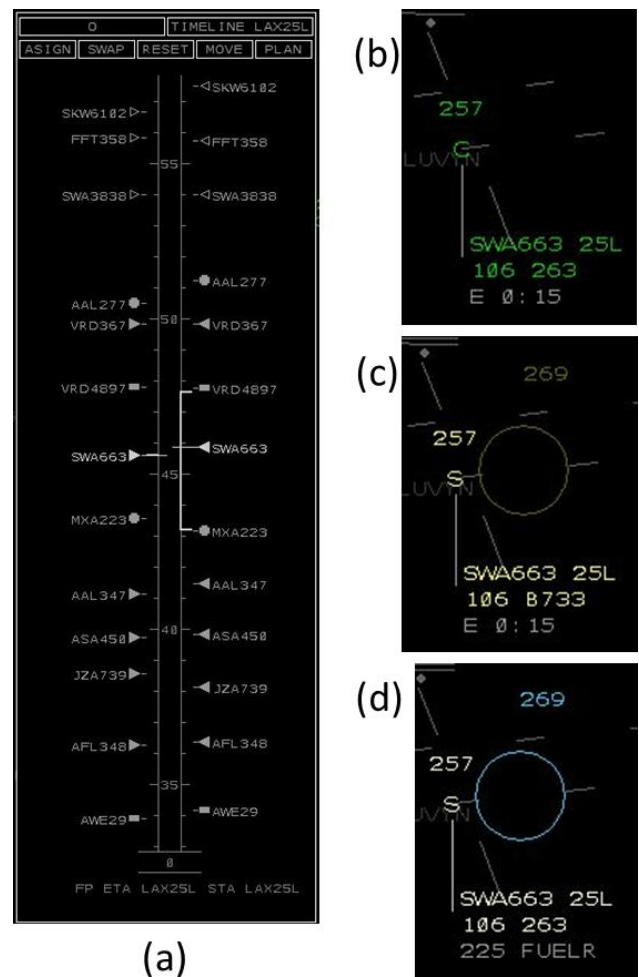 0 TIMELINE LAX25L
ASIGN SWAP RESET MOVE PLAN
SKW6102
SKW6102
FFT358 FFT358
55
SWA3838 SWA3838
AAL277
AAL277
50
VRD367 VRD367
VRD4897 VRD4897
SWA663 SWA663
45
MXA223 MXA223
AAL347 AAL347
40
ASA450 ASA450
JZA739 JZA739
AFL348 AFL348
35
AWE29 AWE29
0
FP ETA LAX25L STA LAX25L
(a)
(b)
257
C
LUVYN
SWA663 25L
106 263
E 0:15
(c)
269
257
S
LUVYN
SWA663 25L
106 B733
E 0:15
(d)
269
257
S
LUVYN
SWA663 25L
106 263
225 FUELR